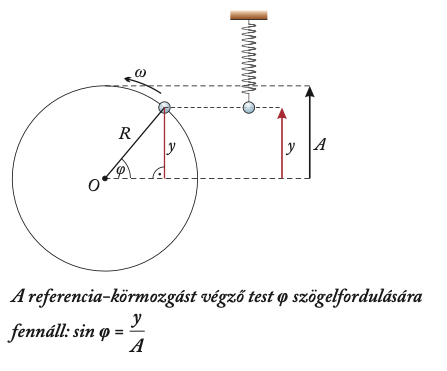 ω
R
y
φ
O
y
A
A referencia-körmozgást végző test φ szögelfordulására
fennáll: sin φ = y/A